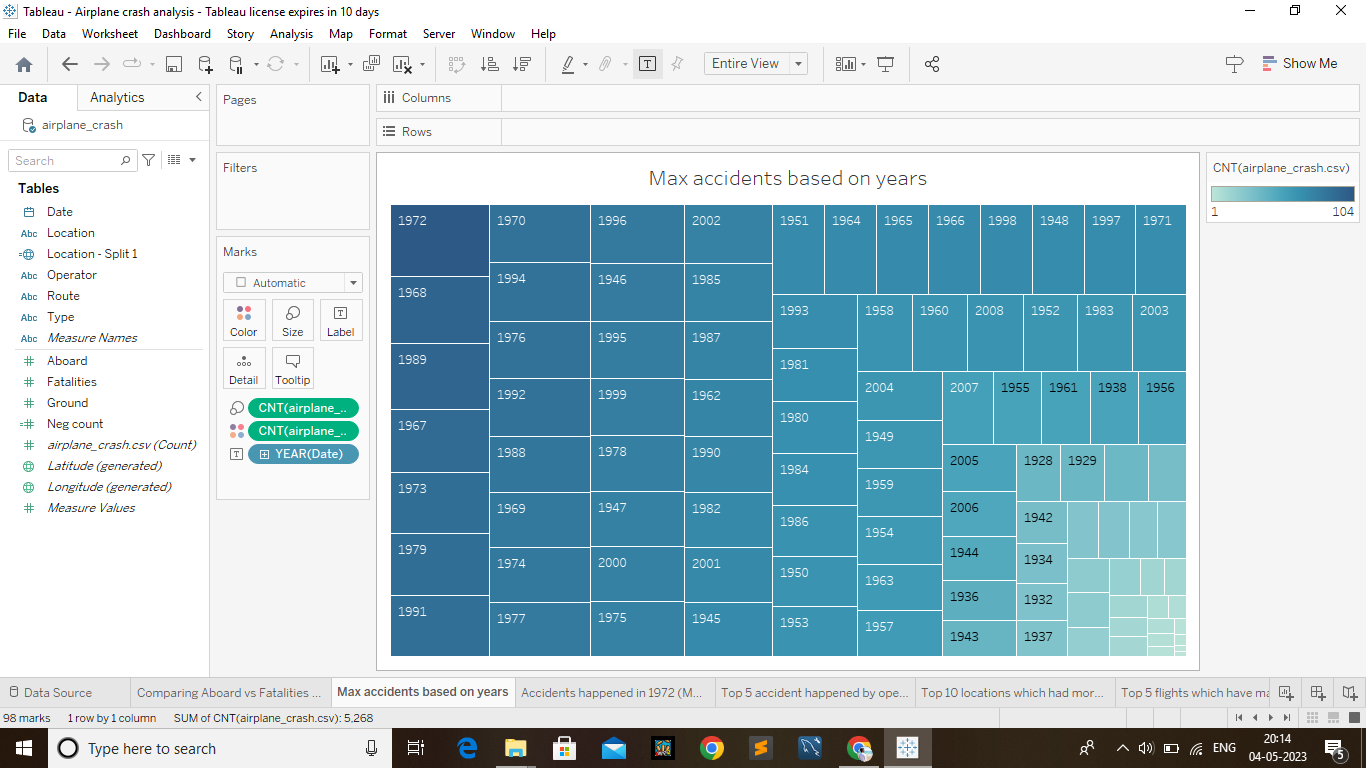 Tableau - Airplane crash analysis - Tableau license expires in 10 days
File Data Worksheet Dashboard Story Analysis Map Format Server Window Help
Entire View
Show Me
Data Analytics
airplane_crash
Search
Tables
Date
Abc Location
Location - Split 1
Abc Operator
Abc Route
Abc Type
Abc Measure Names
Aboard
Fatalities
Ground
Neg count
airplane_crash.csv (Count)
Latitude (generated)
Longitude (generated)
Measure Values
Pages
Filters
Marks
Automatic
Color Size Label
Detail Tooltip
CNT(airplane_..
CNT(airplane_..
YEAR(Date)
Columns
Rows
Max accidents based on years
1972
1968
1989
1967
1973
1979
1991
1970
1994
1976
1992
1988
1969
1974
1977
1996
1946
1995
1999
1978
1947
2000
1975
2002
1985
1987
1962
1990
1982
2001
1945
1951 1964 1965 1966 1998 1948 1997 1971
1993
1981
1980
1984
1986
1950
1953
1958 1960 2008 1952 1983 2003
2004
1949
1959
1954
1963
1957
2007 1955 1961 1938 1956
2005
2006
1944
1936
1943
1928 1929
1942
1934
1932
1937
CNT(airplane_crash.csv)
1 104
Data Source Comparing Aboard vs Fatalities ... Max accidents based on years Accidents happened in 1972 (M... Top 5 accident happened by ope... Top 10 locations which had mor... Top 5 flights which have ma
98 marks 1 row by 1 column SUM of CNT(airplane_crash.csv): 5,268
Type here to search
ENG
20:14
04-05-2023
5